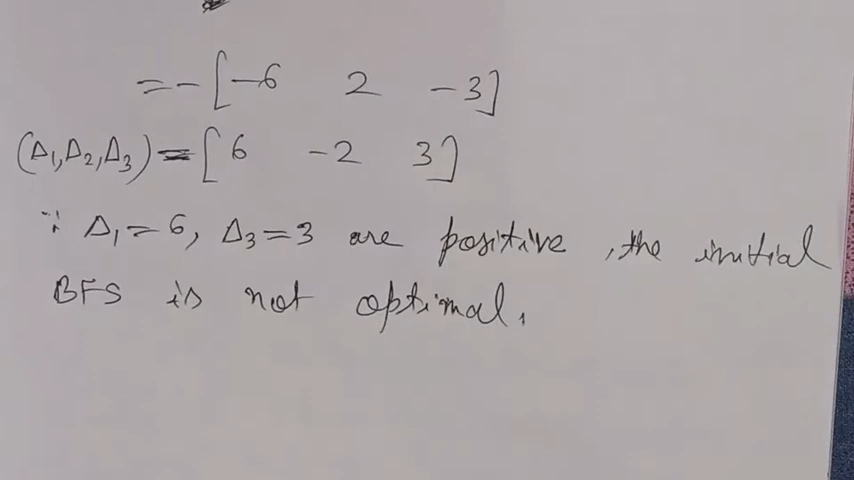 = - [-6 2 -3]
(Δ₁, Δ₂, Δ₃) = [6 -2 3]
∵ Δ₁ = 6, Δ₃ = 3 are positive, the initial
BFS is not optimal.